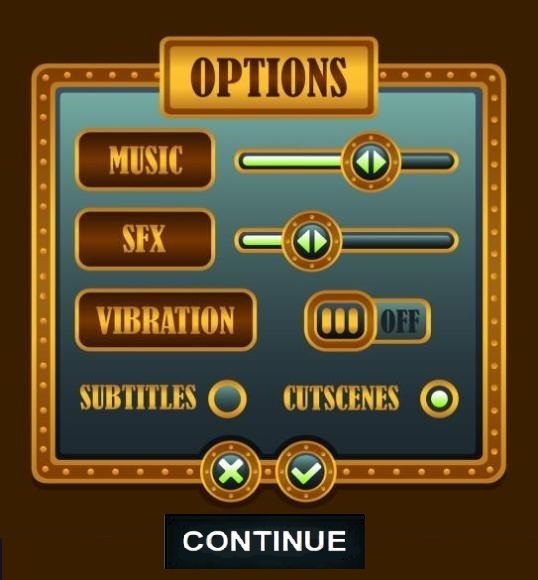 OPTIONS
MUSIC
SFX
VIBRATION OFF
SUBTITLES CUTSCENES
CONTINUE